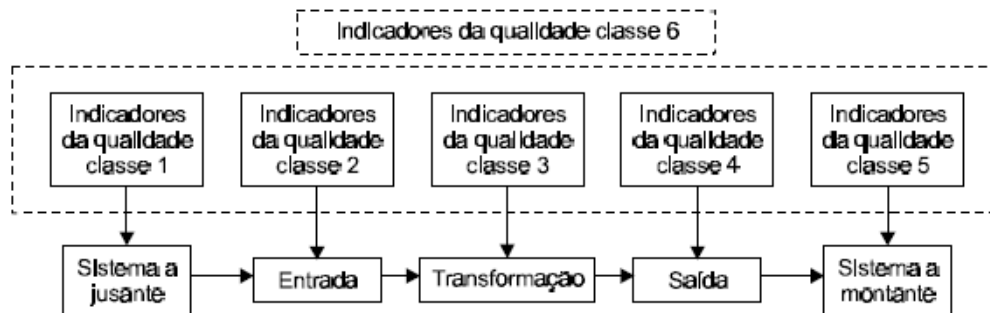 Indicadores da qualidade classe 6
Indicadores
da qualidade
classe 1
Indicadores
da qualidade
classe 2
Indicadores
da qualidade
classe 3
Indicadores
da qualidade
classe 4
Indicadores
da qualidade
classe 5
Sistema a
jusante
Entrada
Transformação
Saída
Sistema a
montante